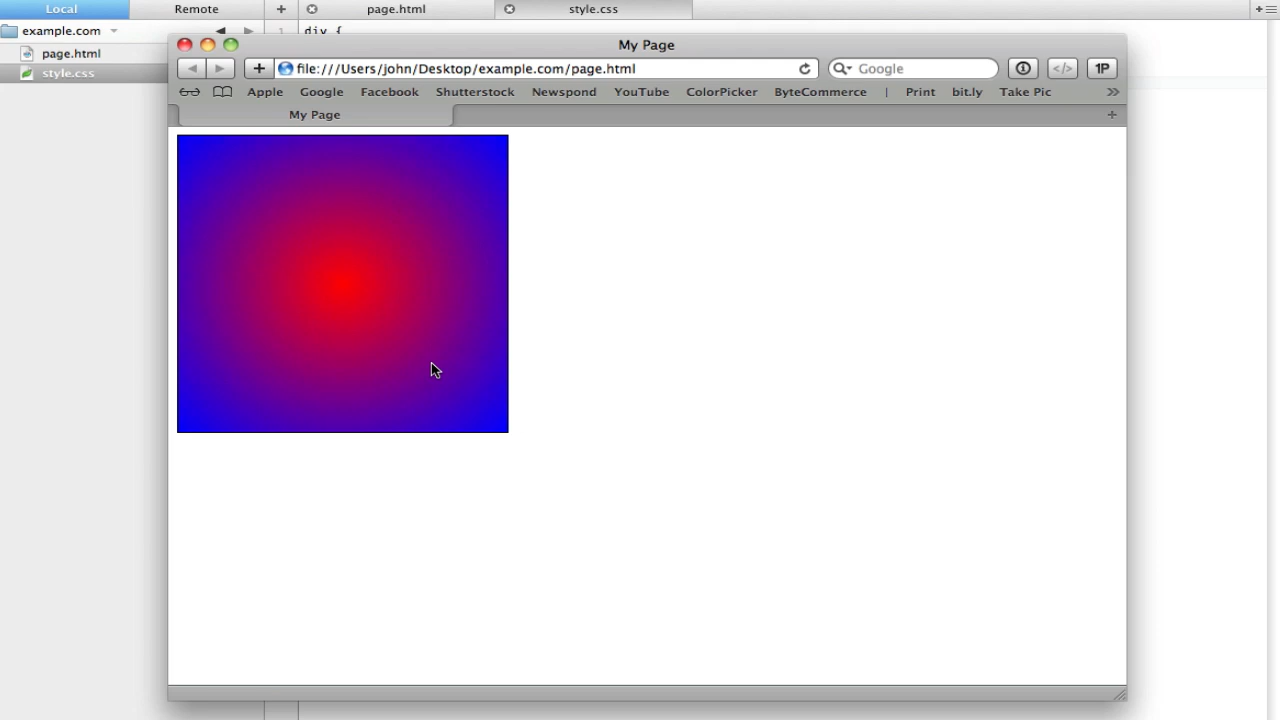 Local Remote + page.html style.css +
example.com 1 div {
page.html
style.css
My Page
+ file:///Users/john/Desktop/example.com/page.html Google </> 1P
Apple Google Facebook Shutterstock Newspond YouTube ColorPicker ByteCommerce | Print bit.ly Take Pic »
My Page +